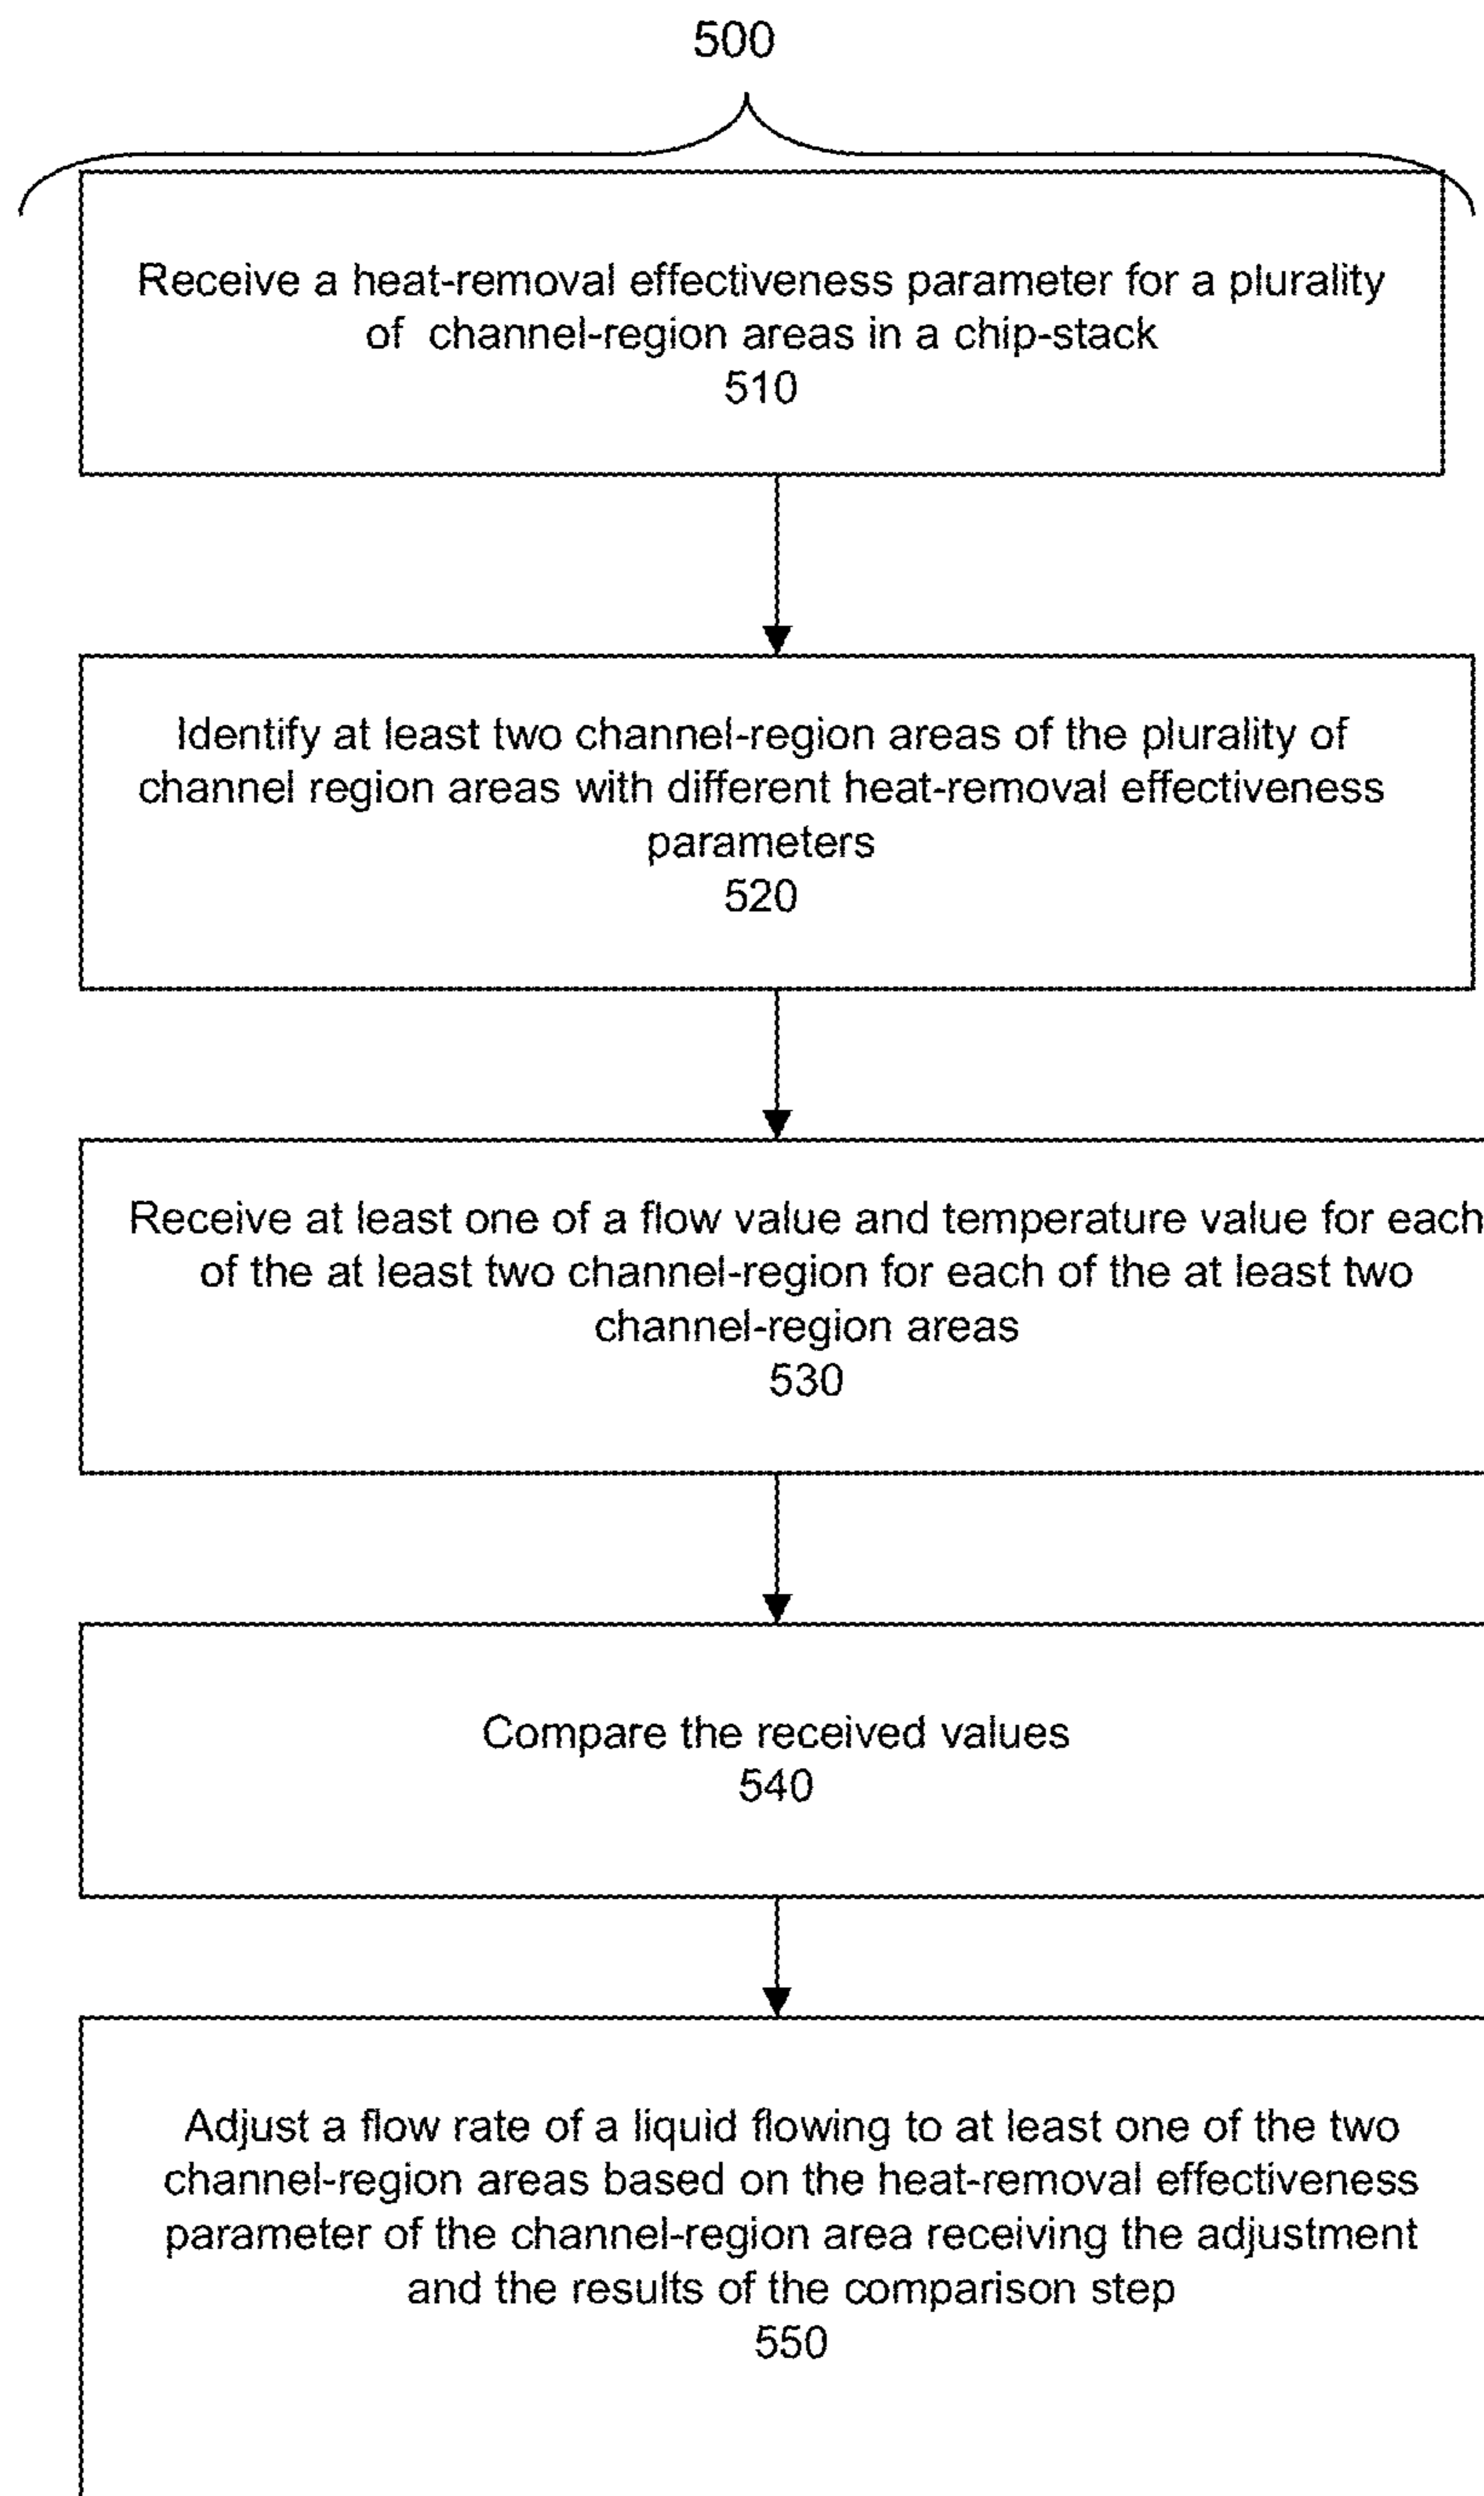 500
Receive a heat-removal effectiveness parameter for a plurality
of channel-region areas in a chip-stack
510
Identify at least two channel-region areas of the plurality of
channel region areas with different heat-removal effectiveness
parameters
520
Receive at least one of a flow value and temperature value for each
of the at least two channel-region for each of the at least two
channel-region areas
530
Compare the received values
540
Adjust a flow rate of a liquid flowing to at least one of the two
channel-region areas based on the heat-removal effectiveness
parameter of the channel-region area receiving the adjustment
and the results of the comparison step
550